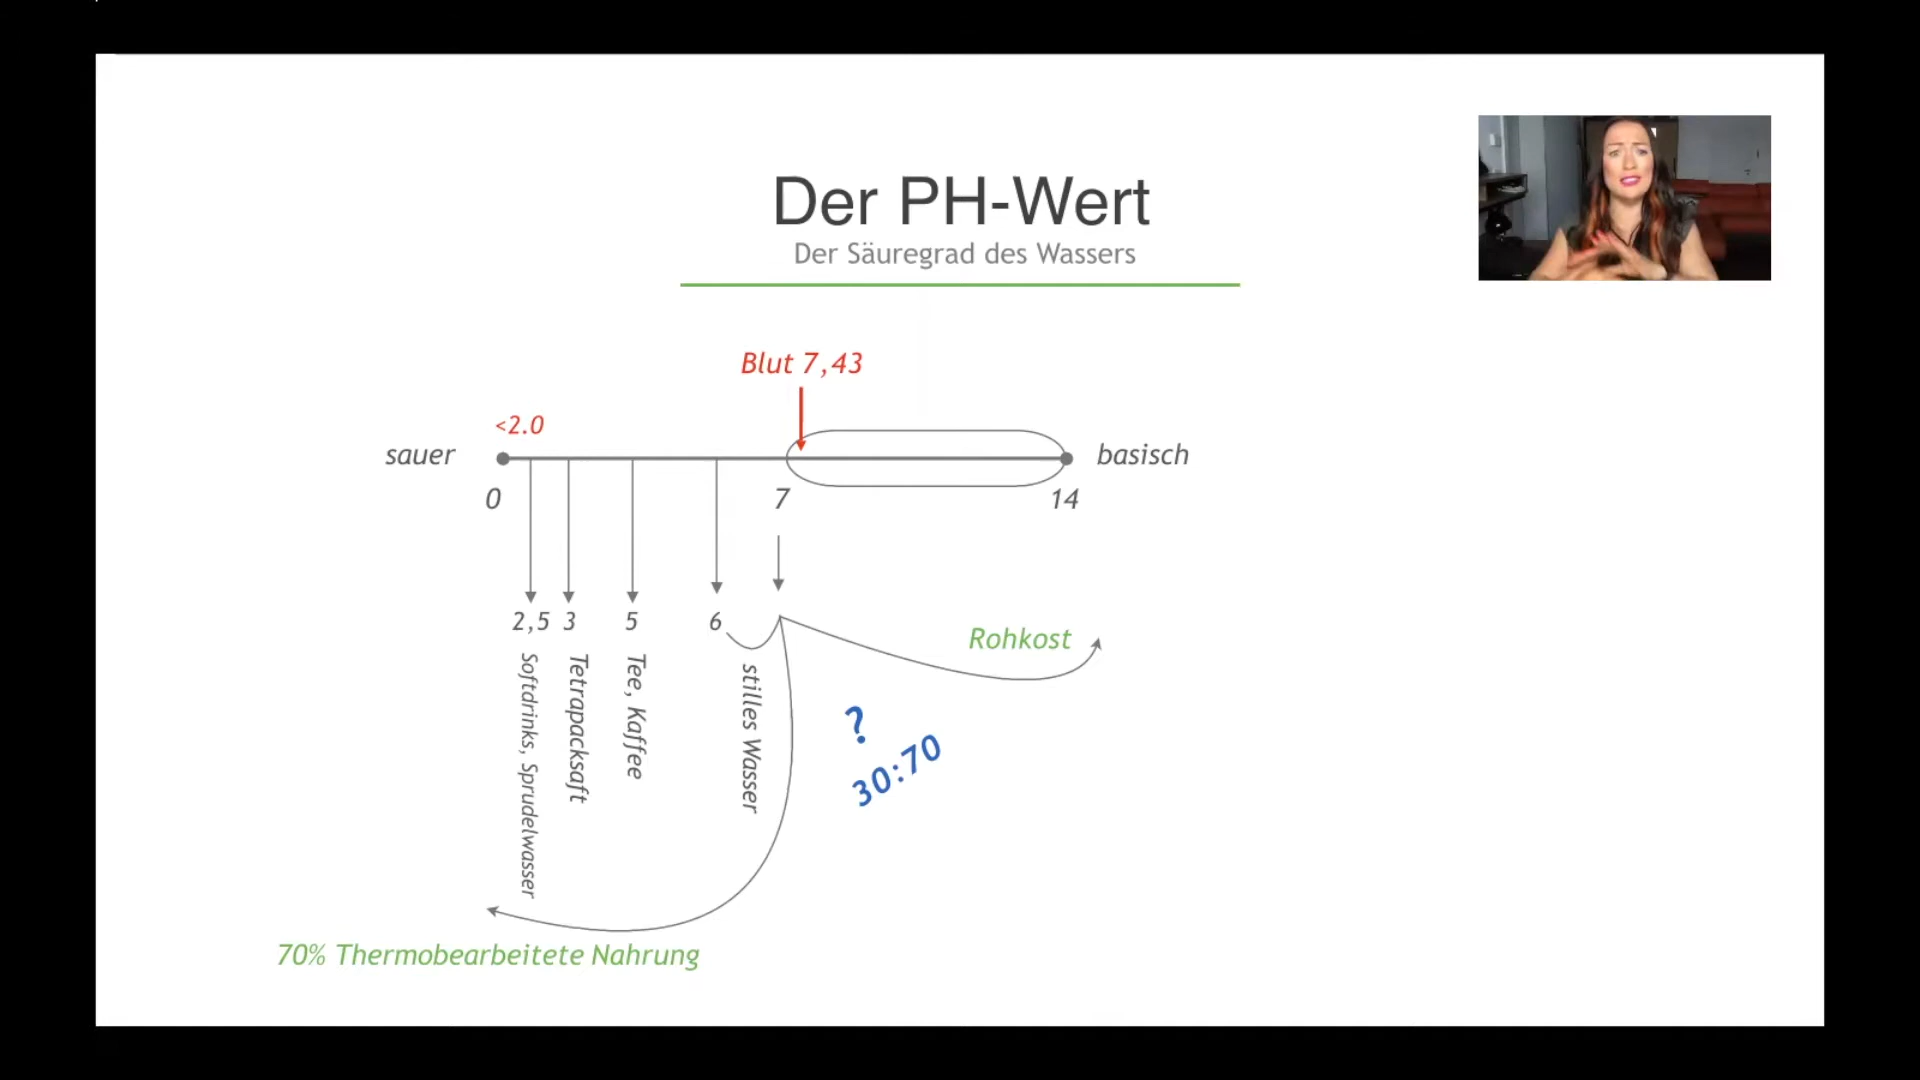 Der PH-Wert
Der Säuregrad des Wassers
Blut 7,43
<2.0
sauer
basisch
0
7
14
2,5
3
5
6
Softdrinks, Sprudelwasser
Tetrapacksaft
Tee, Kaffee
stilles Wasser
Rohkost
?
30:70
70% Thermobearbeitete Nahrung